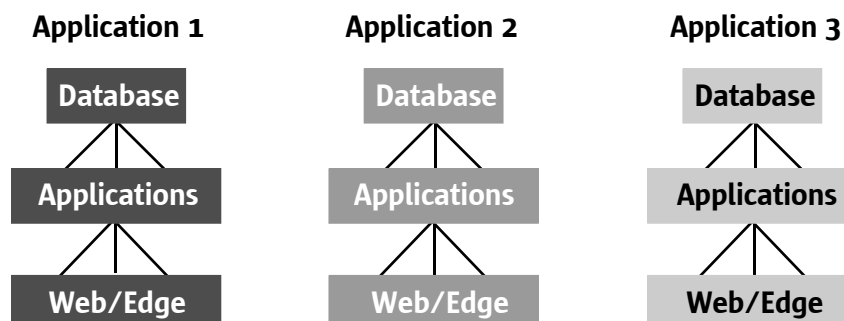 Application 1
Application 2
Application 3
Database
Database
Database
Applications
Applications
Applications
Web/Edge
Web/Edge
Web/Edge